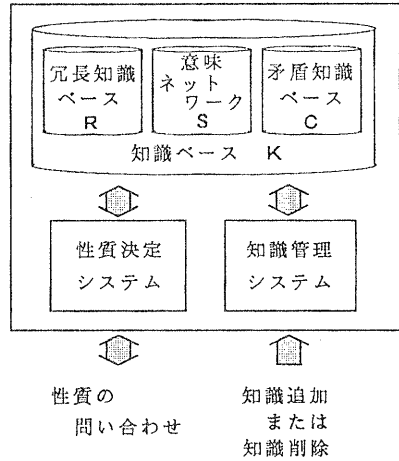 冗長知識
ベース
R
意味
ネット
ワーク
S
矛盾知識
ベース
C
知識ベース K
性質決定
システム
知識管理
システム
性質の
問い合わせ
知識追加
または
知識削除